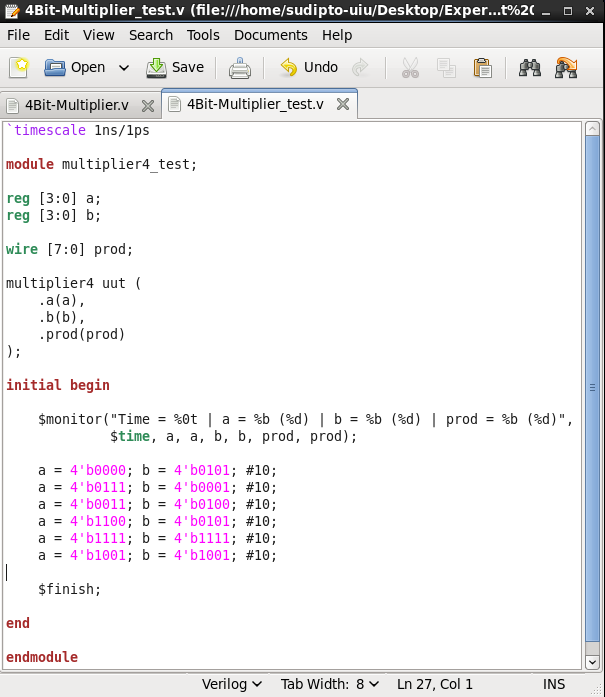 4Bit-Multiplier_test.v (file:///home/sudipto-uiu/Desktop/Exper...t%20
File Edit View Search Tools Documents Help
Open Save Undo
4Bit-Multiplier.v 4Bit-Multiplier_test.v
`timescale 1ns/1ps
module multiplier4_test;
reg [3:0] a;
reg [3:0] b;
wire [7:0] prod;
multiplier4 uut (
    .a(a),
    .b(b),
    .prod(prod)
);
initial begin
    $monitor("Time = %0t | a = %b (%d) | b = %b (%d) | prod = %b (%d)",
             $time, a, a, b, b, prod, prod);
    a = 4'b0000; b = 4'b0101; #10;
    a = 4'b0111; b = 4'b0001; #10;
    a = 4'b0011; b = 4'b0100; #10;
    a = 4'b1100; b = 4'b0101; #10;
    a = 4'b1111; b = 4'b1111; #10;
    a = 4'b1001; b = 4'b1001; #10;
    $finish;
end
endmodule
Verilog Tab Width: 8 Ln 27, Col 1 INS